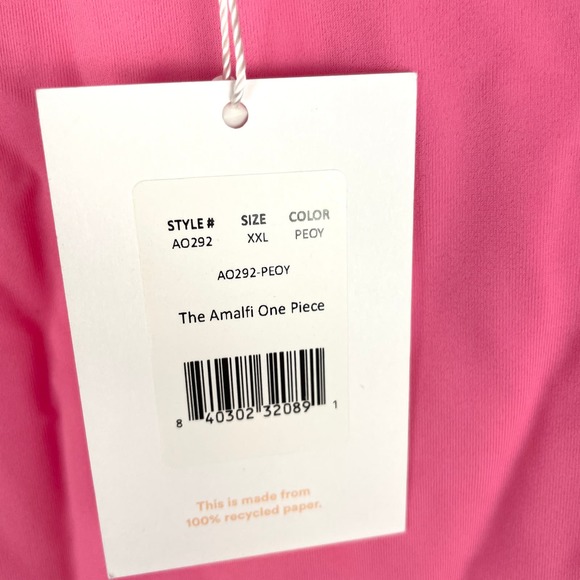 STYLE # SIZE COLOR
AO292 XXL PEOY
AO292-PEOY
The Amalfi One Piece
8 40302 32089 1
This is made from
100% recycled paper.